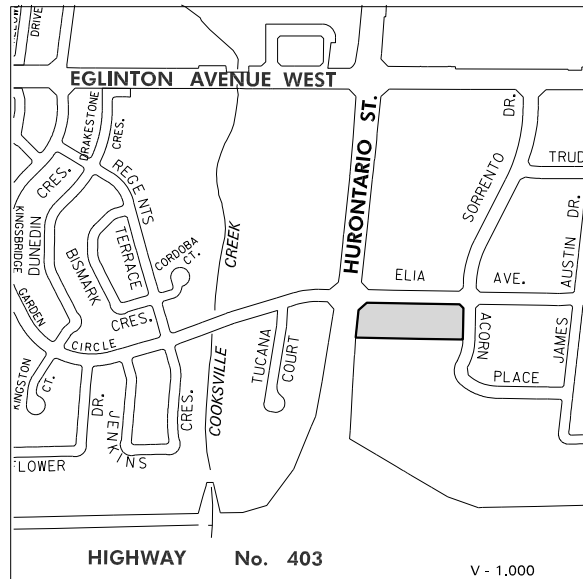 DRIVE
EGLINTON AVENUE WEST
DRAKESTONE
CRES.
REGENTS
TERRACE
CRES.
CORDOBA
CT.
KINGSBRIDGE
GARDEN
CIRCLE
DUNEDIN
CRES.
BISMARK
CRES.
CREEK
COOKSVILLE
HURONTARIO ST.
SORRENTO
DR.
TRUD
ELIA AVE.
AUSTIN
DR.
JAMES
ACORN
PLACE
TUCANA
COURT
KINGSTON
CT.
DR.
JENKINS
FLOWER
HIGHWAY No. 403
V - 1,000